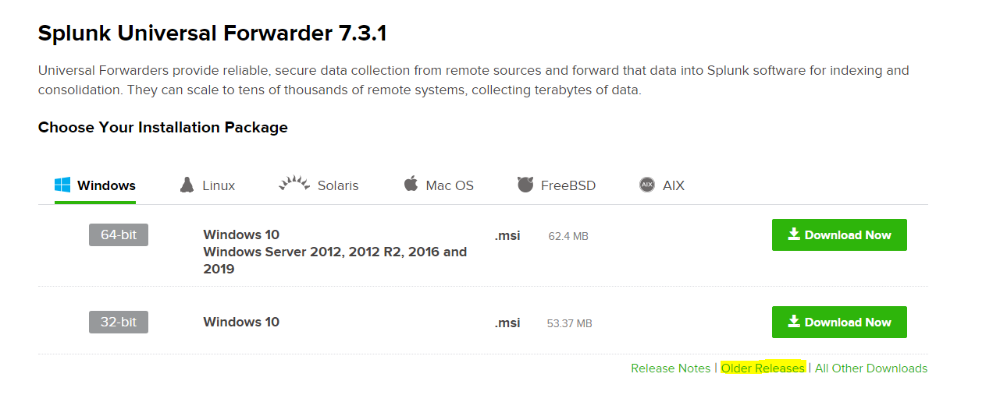 Splunk Universal Forwarder 7.3.1
Universal Forwarders provide reliable, secure data collection from remote sources and forward that data into Splunk software for indexing and
consolidation. They can scale to tens of thousands of remote systems, collecting terabytes of data.
Choose Your Installation Package
Windows Linux Solaris Mac OS FreeBSD AIX AIX
64-bit Windows 10 .msi 62.4 MB Download Now
Windows Server 2012, 2012 R2, 2016 and
2019
32-bit Windows 10 .msi 53.37 MB Download Now
Release Notes | Older Releases | All Other Downloads